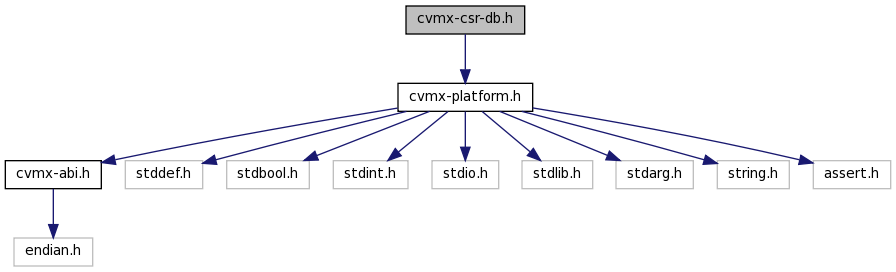 cvmx-csr-db.h
cvmx-platform.h
cvmx-abi.h
stddef.h
stdbool.h
stdint.h
stdio.h
stdlib.h
stdarg.h
string.h
assert.h
endian.h